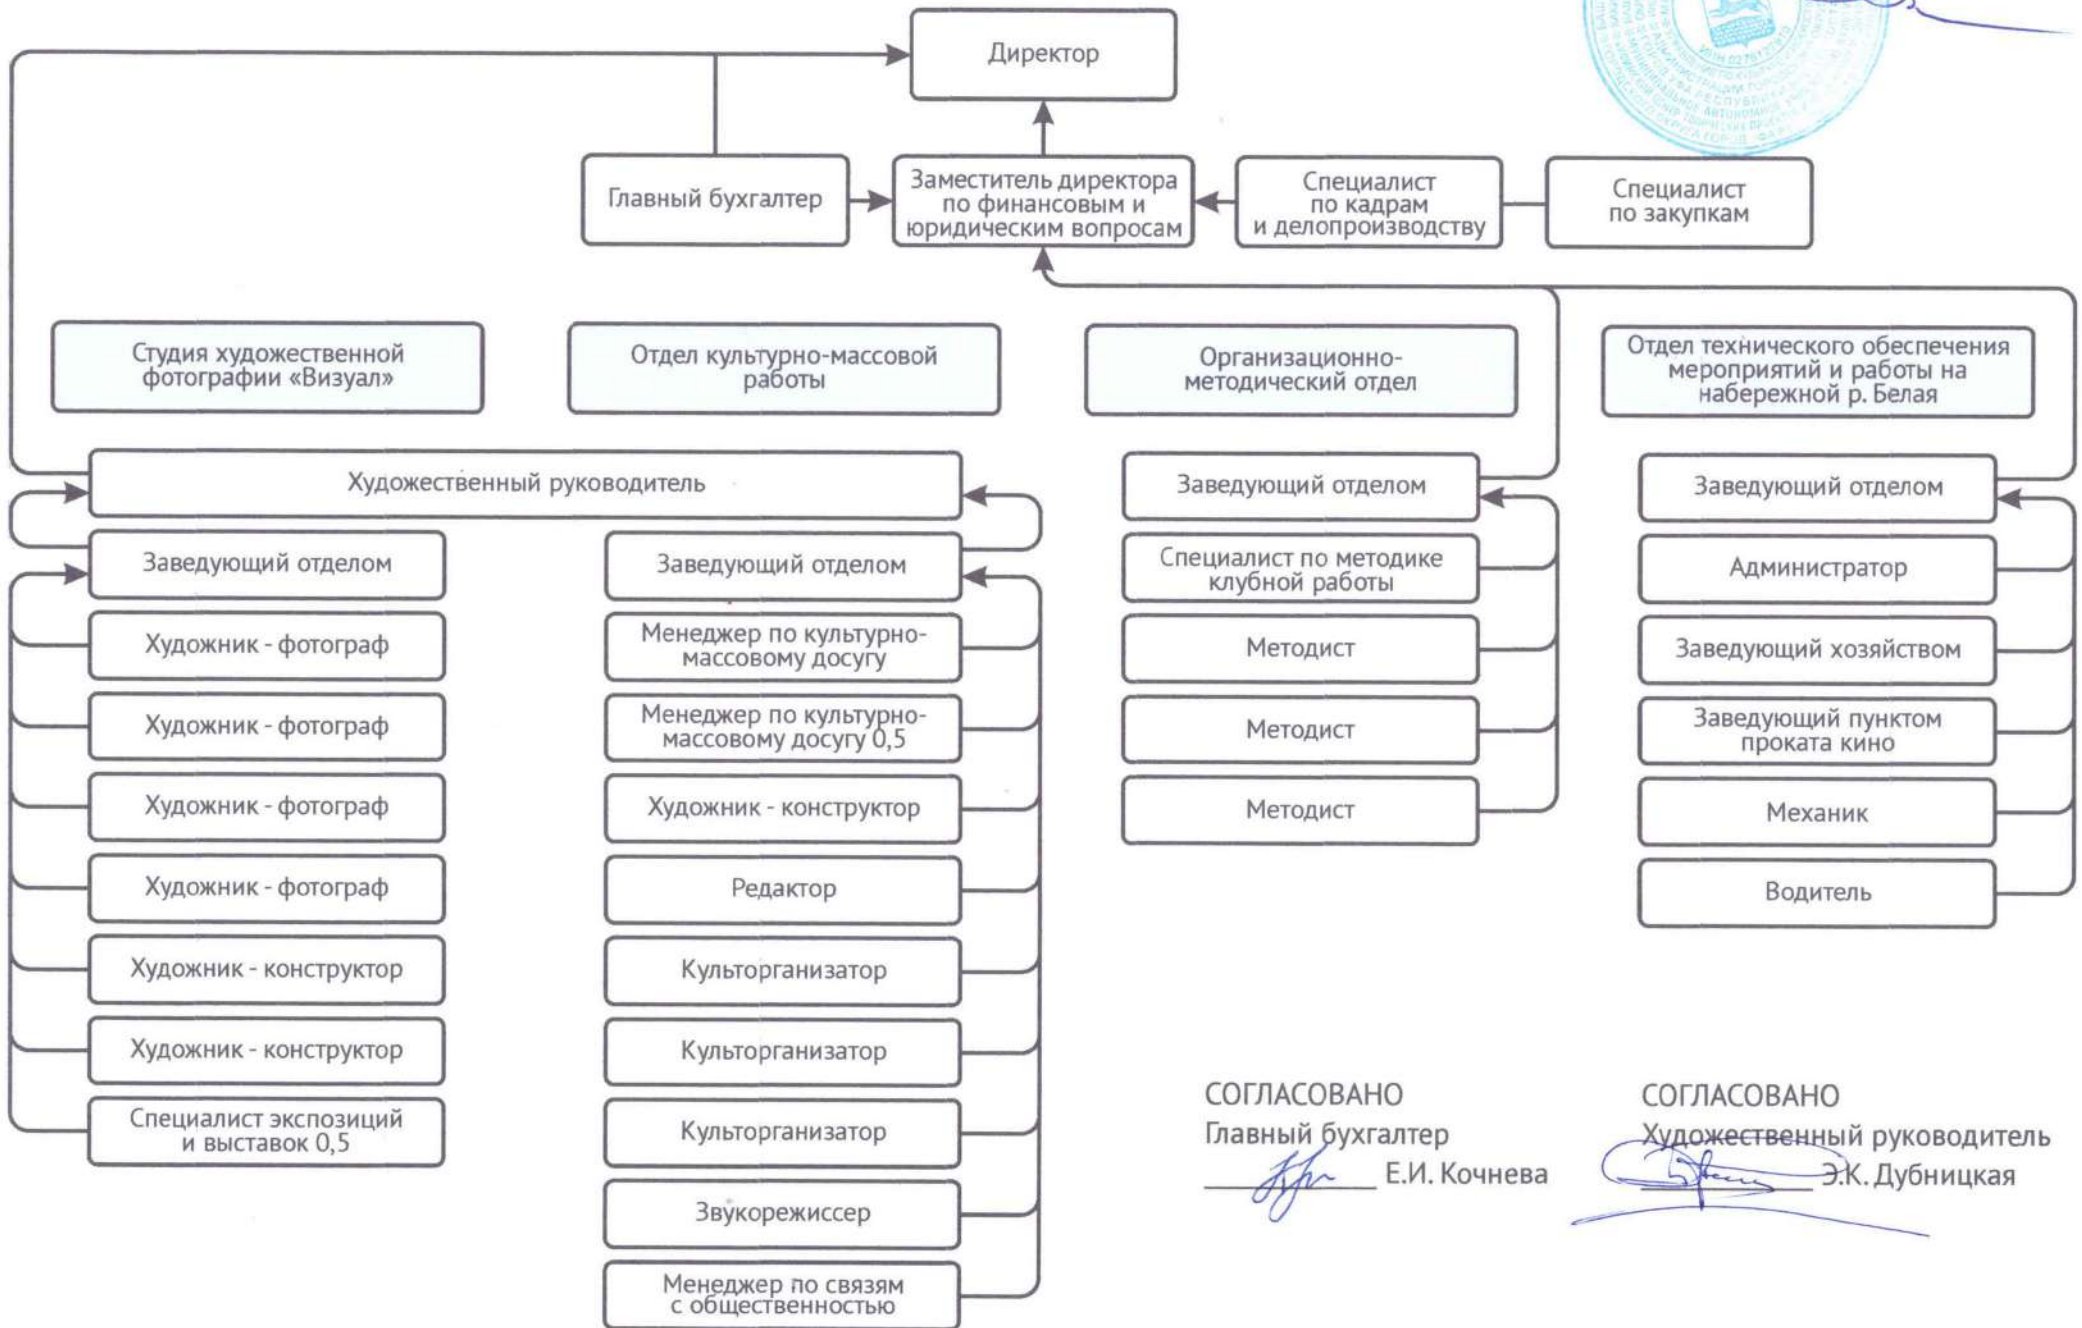 Директор
Главный бухгалтер
Заместитель директора
по финансовым и
юридическим вопросам
Специалист
по кадрам
и делопроизводству
Специалист
по закупкам
Студия художественной
фотографии «Визуал»
Отдел культурно-массовой
работы
Организационно-
методический отдел
Отдел технического обеспечения
мероприятий и работы на
набережной р. Белая
Художественный руководитель
Заведующий отделом
Художник - фотограф
Художник - фотограф
Художник - фотограф
Художник - фотограф
Художник - конструктор
Художник - конструктор
Специалист экспозиций
и выставок 0,5
Заведующий отделом
Менеджер по культурно-
массовому досугу
Менеджер по культурно-
массовому досугу 0,5
Художник - конструктор
Редактор
Культорганизатор
Культорганизатор
Культорганизатор
Звукорежиссер
Менеджер по связям
с общественностью
Заведующий отделом
Специалист по методике
клубной работы
Методист
Методист
Методист
Заведующий отделом
Администратор
Заведующий хозяйством
Заведующий пунктом
проката кино
Механик
Водитель
СОГЛАСОВАНО
Главный бухгалтер
Е.И. Кочнева
СОГЛАСОВАНО
Художественный руководитель
Э.К. Дубницкая